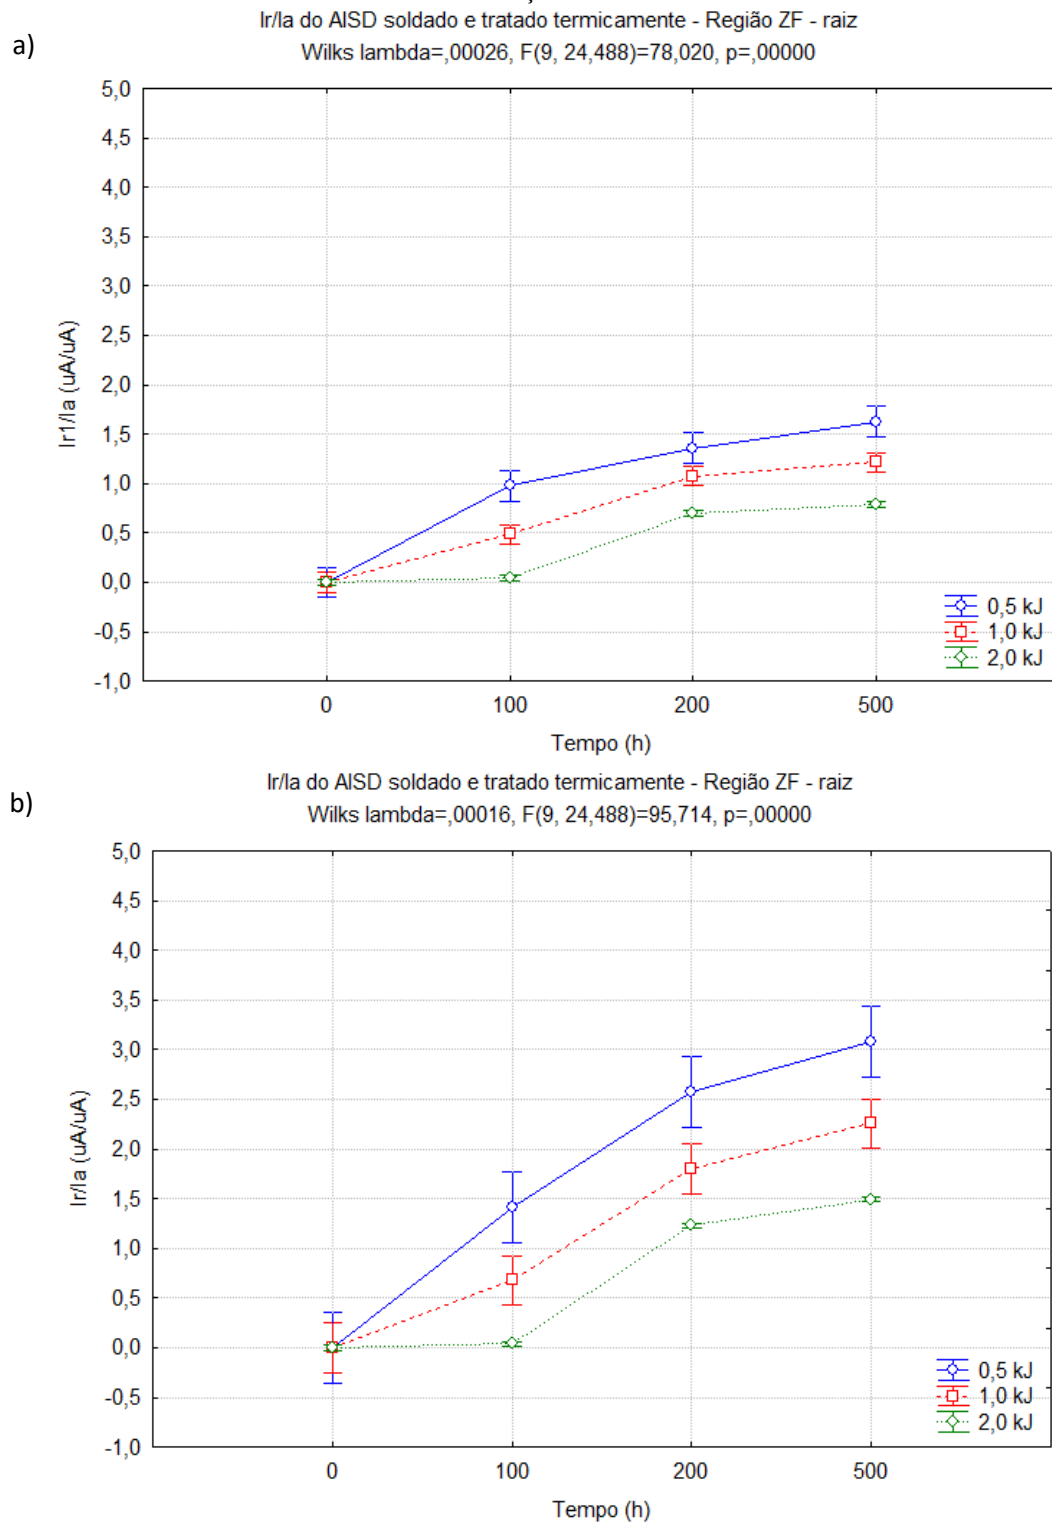 a)
Ir/Ia do AISD soldado e tratado termicamente - Região ZF - raiz
Wilks lambda=,00026, F(9, 24,488)=78,020, p=,00000
5,0
4,5
4,0
3,5
3,0
2,5
2,0
1,5
1,0
0,5
0,0
-0,5
-1,0
Ir1/Ia (uA/uA)
0,5 kJ
1,0 kJ
2,0 kJ
0 100 200 500
Tempo (h)
b)
Ir/Ia do AISD soldado e tratado termicamente - Região ZF - raiz
Wilks lambda=,00016, F(9, 24,488)=95,714, p=,00000
5,0
4,5
4,0
3,5
3,0
2,5
2,0
1,5
1,0
0,5
0,0
-0,5
-1,0
Ir/Ia (uA/uA)
0,5 kJ
1,0 kJ
2,0 kJ
0 100 200 500
Tempo (h)